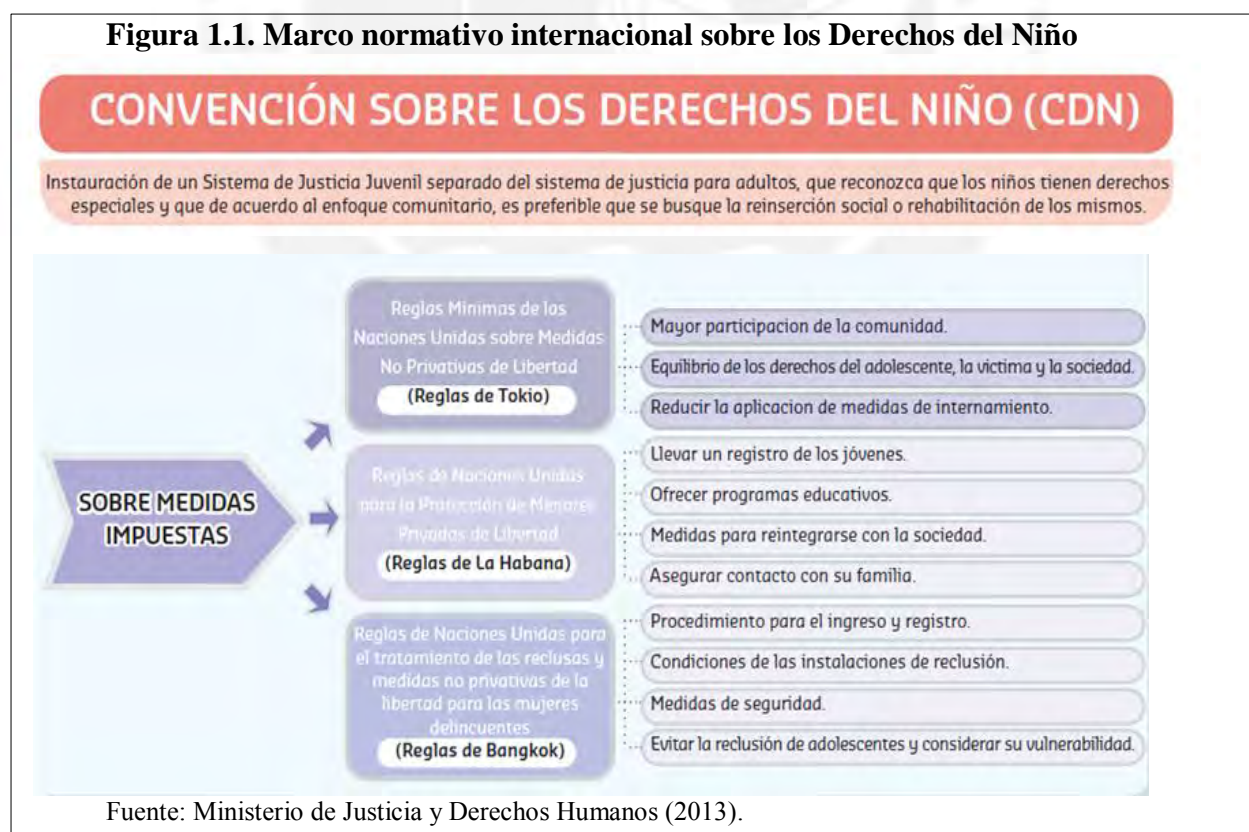 Figura 1.1. Marco normativo internacional sobre los Derechos del Niño
CONVENCIÓN SOBRE LOS DERECHOS DEL NIÑO (CDN)
Instauración de un Sistema de Justicia Juvenil separado del sistema de justicia para adultos, que reconozca que los niños tienen derechos
especiales y que de acuerdo al enfoque comunitario, es preferible que se busque la reinserción social o rehabilitación de los mismos.
SOBRE MEDIDAS
IMPUESTAS
Reglas Minimas de las
Naciones Unidas sobre Medidas
No Privativas de Libertad
(Reglas de Tokio)
Mayor participacion de la comunidad.
Equilibrio de los derechos del adolescente, la victima y la sociedad.
Reducir la aplicacion de medidas de internamiento.
Reglas de Naciones Unidas
para la Protección de Menores
Privados de Libertad
(Reglas de La Habana)
Llevar un registro de los jóvenes.
Ofrecer programas educativos.
Medidas para reintegrarse con la sociedad.
Asegurar contacto con su familia.
Reglas de Naciones Unidas para
el tratamiento de las reclusas y
medidas no privativas de la
libertad para las mujeres
delincuentes
(Reglas de Bangkok)
Procedimiento para el ingreso y registro.
Condiciones de las instalaciones de reclusión.
Medidas de seguridad.
Evitar la reclusión de adolescentes y considerar su vulnerabilidad.
Fuente: Ministerio de Justicia y Derechos Humanos (2013).